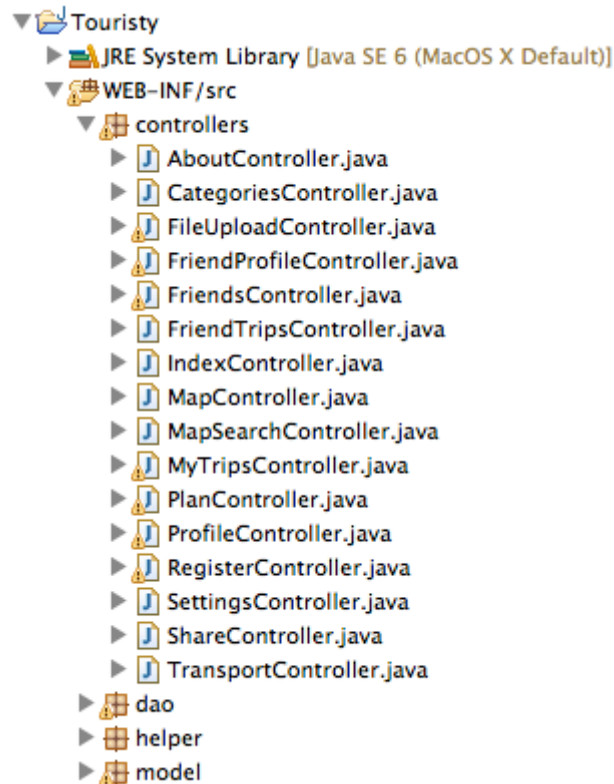 Touristy
JRE System Library [Java SE 6 (MacOS X Default)]
WEB-INF/src
controllers
AboutController.java
CategoriesController.java
FileUploadController.java
FriendProfileController.java
FriendsController.java
FriendTripsController.java
IndexController.java
MapController.java
MapSearchController.java
MyTripsController.java
PlanController.java
ProfileController.java
RegisterController.java
SettingsController.java
ShareController.java
TransportController.java
dao
helper
model